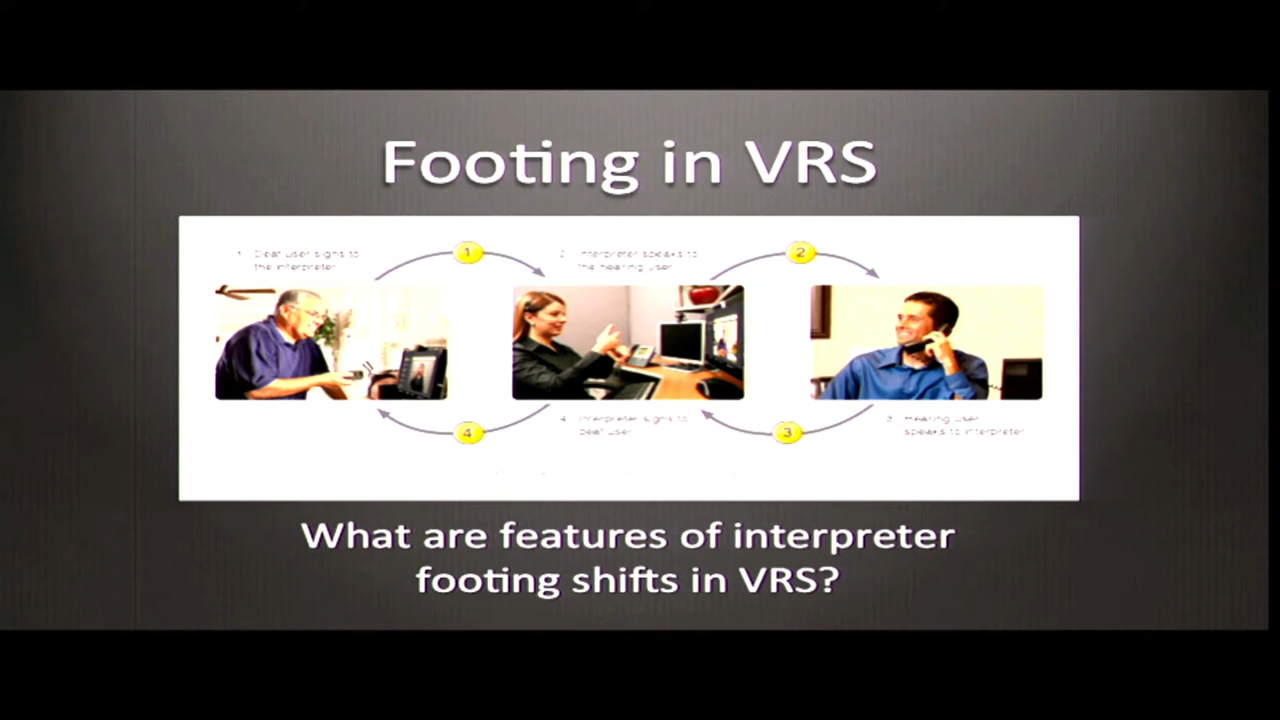 Footing in VRS
1
2
1 Deaf user signs to
the interpreter
2 Interpreter speaks to
the hearing user
4
3
4 Interpreter signs to
deaf user
3 Hearing user
speaks to interpreter
What are features of interpreter
footing shifts in VRS?